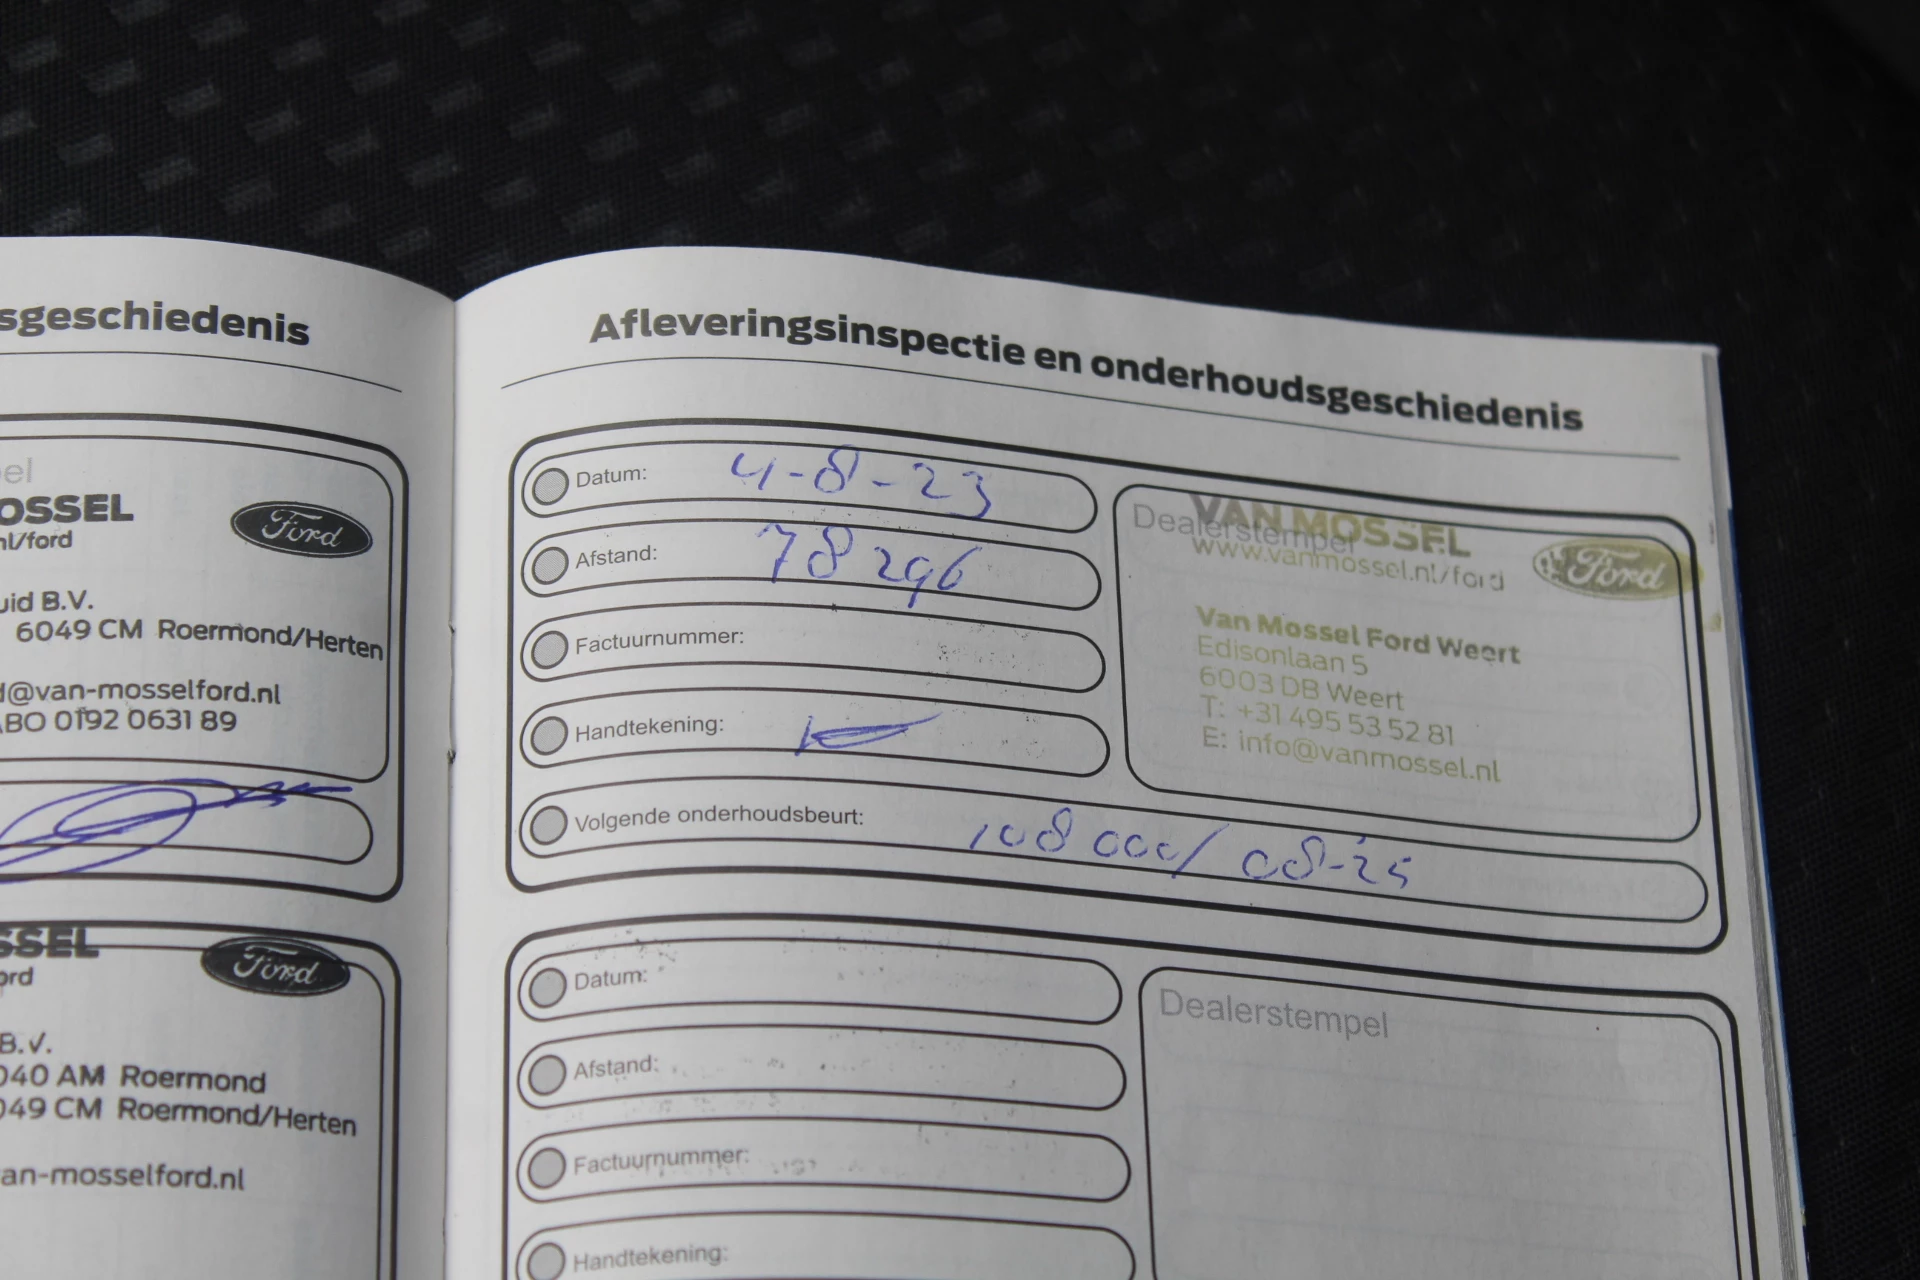 sgeschiedenis
OSSEL
nl/ford
Ford
uid B.V.
6049 CM Roermond/Herten
d@van-mosselford.nl
ABO 0192 0631 89
SSEL
ord
Ford
B.V.
040 AM Roermond
049 CM Roermond/Herten
an-mosselford.nl
Afleveringsinspectie en onderhoudsgeschiedenis
Datum: 4-8-23
Afstand: 78 296
Factuurnummer:
Handtekening:
Volgende onderhoudsbeurt: 108 000/ 08-25
Dealerstempel
VAN MOSSEL
www.vanmossel.nl/ford
Ford
Van Mossel Ford Weert
Edisonlaan 5
6003 DB Weert
T: +31 495 53 52 81
E: info@vanmossel.nl
Datum:
Afstand:
Factuurnummer:
Handtekening:
Dealerstempel